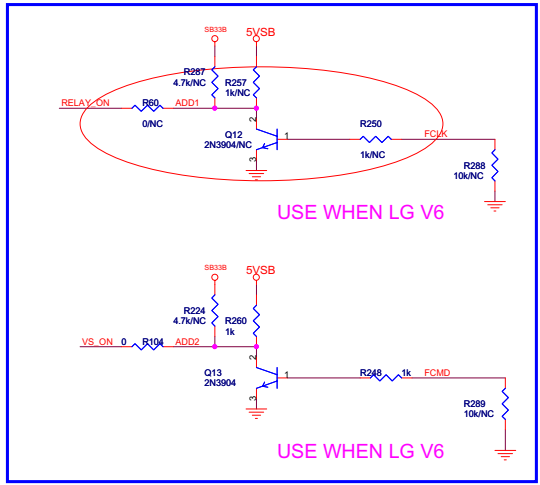 SB33B
5VSB
R287
4.7k/NC
R257
1k/NC
RELAY_ON
R60
ADD1
0/NC
2
Q12
2N3904/NC
1
3
R250
1k/NC
FCLK
R288
10k/NC
USE WHEN LG V6
SB33B
5VSB
R224
4.7k/NC
R260
1k
VS_ON
0
R104
ADD2
2
Q13
2N3904
1
3
R248
1k
FCMD
R289
10k/NC
USE WHEN LG V6